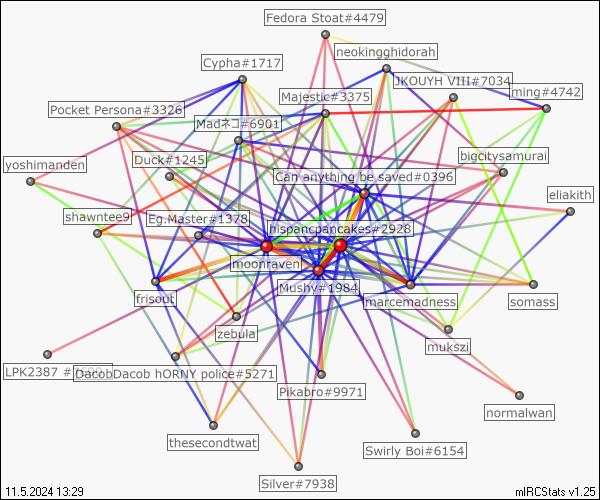 Fedora Stoat#4479
neokingghidorah
Cypha#1717
JKOUYH VIII#7034
Majestic#3375
ming#4742
Pocket Persona#3326
Madネコ#6901
Duck#1245
bigcitysamurai
yoshimanden
Can anything be saved#0396
eliakith
shawntee9
Eg.Master#1378
hispancpancakes#2928
moonraven
Mushy#1984
frisout
marcemadness
somass
zebula
mukszi
LPK2387 #
DacobDacob hORNY police#5271
Pikabro#9971
normalwan
thesecondtwat
Swirly Boi#6154
Silver#7938
11.5.2024 13:29
mIRCStats v1.25